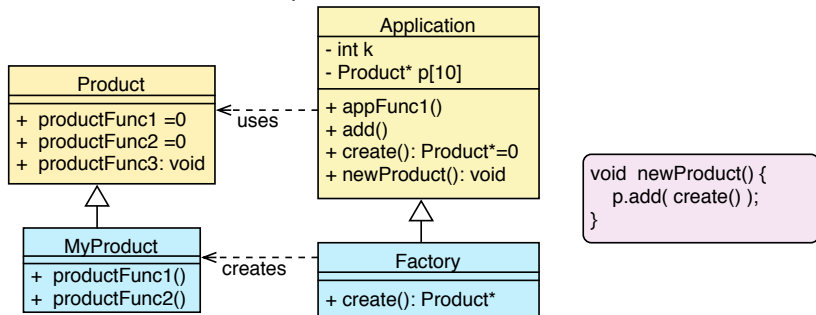 Application
- int k
- Product* p[10]
+ appFunc1()
+ add()
+ create(): Product*=0
+ newProduct(): void
Product
+ productFunc1 =0
+ productFunc2 =0
+ productFunc3: void
uses
void newProduct() {
p.add( create() );
}
MyProduct
+ productFunc1()
+ productFunc2()
creates
Factory
+ create(): Product*